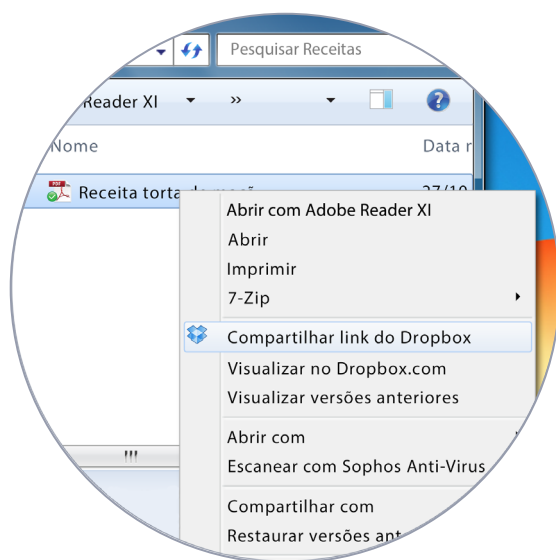 Pesquisar Receitas
Reader XI »
Nome Data
PDF Receita torta
Abrir com Adobe Reader XI
Abrir
Imprimir
7-Zip
Compartilhar link do Dropbox
Visualizar no Dropbox.com
Visualizar versões anteriores
Abrir com
Escanear com Sophos Anti-Virus
Compartilhar com
Restaurar versões